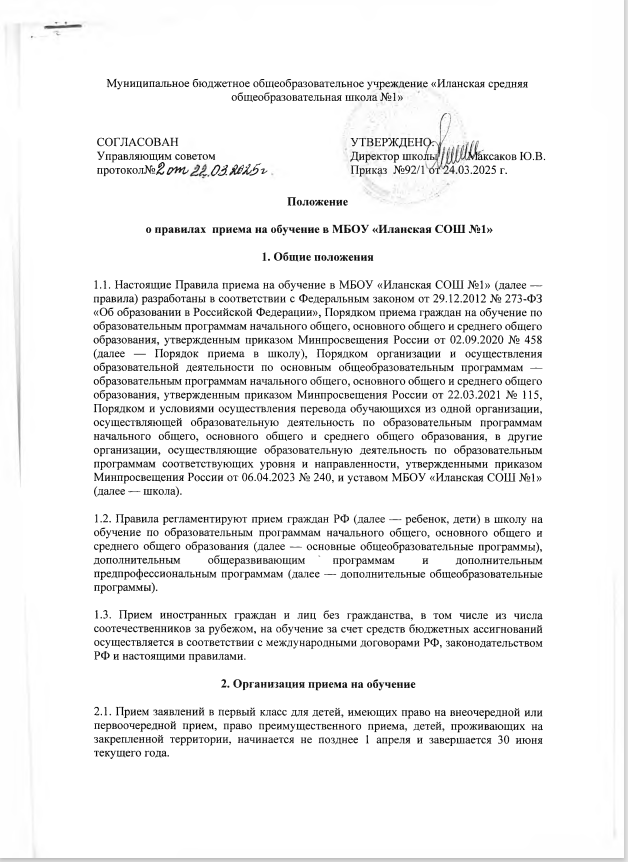 Муниципальное бюджетное общеобразовательное учреждение «Иланская средняя
общеобразовательная школа №1»
СОГЛАСОВАН
Управляющим советом
протокол№2 от 22.03.2025г.
УТВЕРЖДЕНО:
Директор школы Максаков Ю.В.
Приказ №92/1 от 24.03.2025 г.
Положение
о правилах приема на обучение в МБОУ «Иланская СОШ №1»
1. Общие положения
1.1. Настоящие Правила приема на обучение в МБОУ «Иланская СОШ №1» (далее —
правила) разработаны в соответствии с Федеральным законом от 29.12.2012 № 273-ФЗ
«Об образовании в Российской Федерации», Порядком приема граждан на обучение по
образовательным программам начального общего, основного общего и среднего общего
образования, утвержденным приказом Минпросвещения России от 02.09.2020 № 458
(далее — Порядок приема в школу), Порядком организации и осуществления
образовательной деятельности по основным общеобразовательным программам —
образовательным программам начального общего, основного общего и среднего общего
образования, утвержденным приказом Минпросвещения России от 22.03.2021 № 115,
Порядком и условиями осуществления перевода обучающихся из одной организации,
осуществляющей образовательную деятельность по образовательным программам
начального общего, основного общего и среднего общего образования, в другие
организации, осуществляющие образовательную деятельность по образовательным
программам соответствующих уровня и направленности, утвержденными приказом
Минпросвещения России от 06.04.2023 № 240, и уставом МБОУ «Иланская СОШ №1»
(далее — школа).
1.2. Правила регламентируют прием граждан РФ (далее — ребенок, дети) в школу на
обучение по образовательным программам начального общего, основного общего и
среднего общего образования (далее — основные общеобразовательные программы),
дополнительным общеразвивающим программам и дополнительным
предпрофессиональным программам (далее — дополнительные общеобразовательные
программы).
1.3. Прием иностранных граждан и лиц без гражданства, в том числе из числа
соотечественников за рубежом, на обучение за счет средств бюджетных ассигнований
осуществляется в соответствии с международными договорами РФ, законодательством
РФ и настоящими правилами.
2. Организация приема на обучение
2.1. Прием заявлений в первый класс для детей, имеющих право на внеочередной или
первоочередной прием, право преимущественного приема, детей, проживающих на
закрепленной территории, начинается не позднее 1 апреля и завершается 30 июня
текущего года.